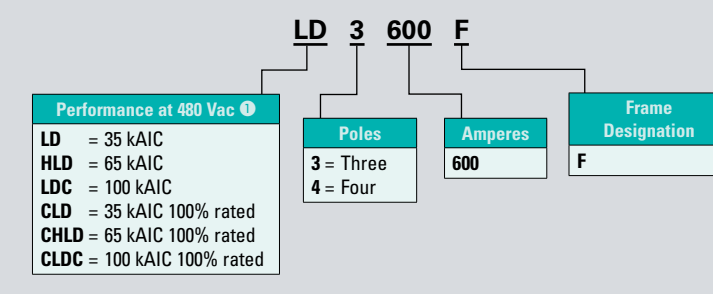 LD 3 600 F
Performance at 480 Vac ❶
LD = 35 kAIC
HLD = 65 kAIC
LDC = 100 kAIC
CLD = 35 kAIC 100% rated
CHLD = 65 kAIC 100% rated
CLDC = 100 kAIC 100% rated
Poles
3 = Three
4 = Four
Amperes
600
Frame
Designation
F